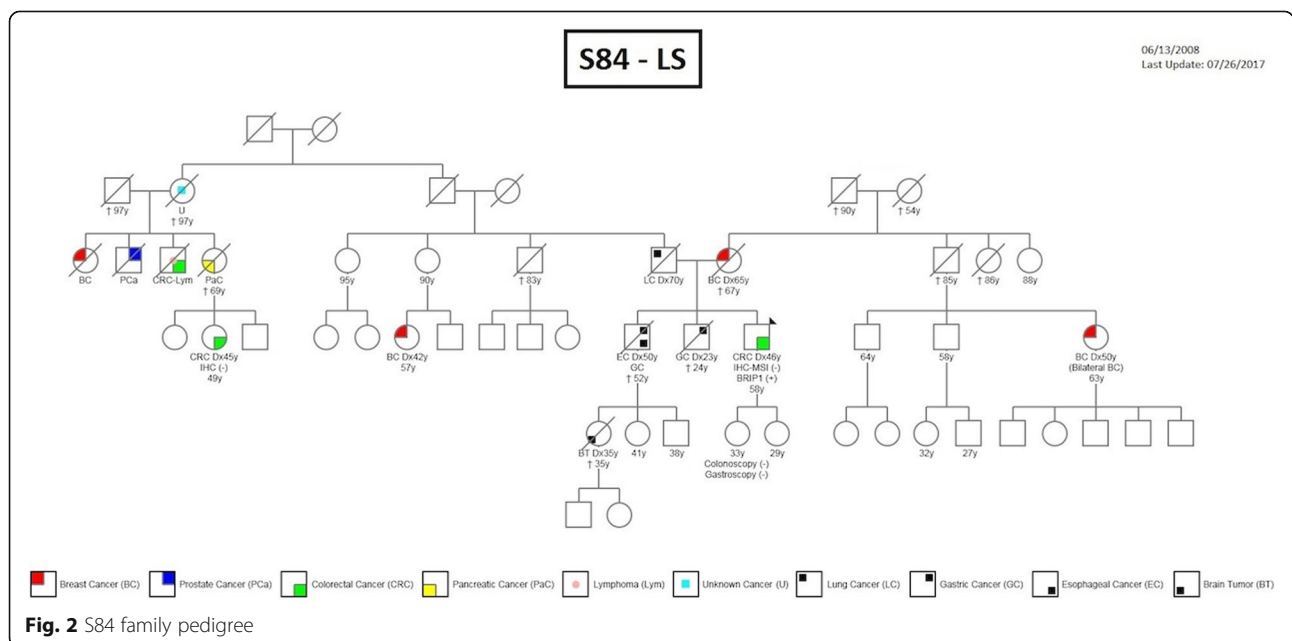 S84 - LS
06/13/2008
Last Update: 07/26/2017
† 97y
U
† 97y
† 90y
† 54y
BC
PCa
CRC-Lym
PaC
† 69y
95y
90y
† 83y
LC Dx70y
BC Dx65y
† 67y
† 85y
† 86y
88y
CRC Dx45y
IHC (-)
49y
BC Dx42y
57y
EC Dx50y
GC
† 52y
GC Dx23y
† 24y
CRC Dx46y
IHC-MSI (-)
BRIP1 (+)
58y
64y
58y
BC Dx50y
(Bilateral BC)
63y
BT Dx35y
† 35y
41y
38y
33y
Colonoscopy (-)
Gastroscopy (-)
29y
32y
27y
Breast Cancer (BC)
Prostate Cancer (PCa)
Colorectal Cancer (CRC)
Pancreatic Cancer (PaC)
Lymphoma (Lym)
Unknown Cancer (U)
Lung Cancer (LC)
Gastric Cancer (GC)
Esophageal Cancer (EC)
Brain Tumor (BT)
Fig. 2 S84 family pedigree